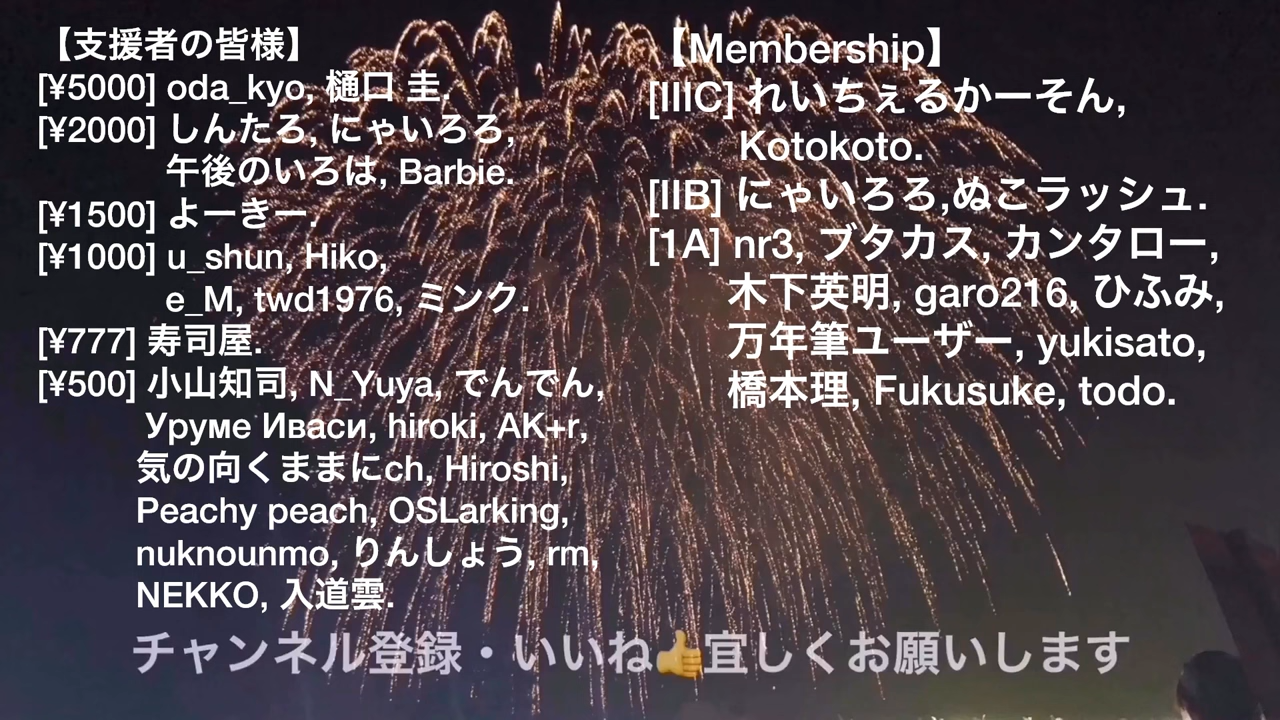 【支援者の皆様】
[¥5000] oda_kyo, 樋口 圭.
[¥2000] しんたろ, にゃいろろ,
午後のいろは, Barbie.
[¥1500] よーきー.
[¥1000] u_shun, Hiko,
e_M, twd1976, ミンク.
[¥777] 寿司屋.
[¥500] 小山知司, N_Yuya, でんでん,
Уруме Иваси, hiroki, AK+r,
気の向くままにch, Hiroshi,
Peachy peach, OSLarking,
nuknounmo, りんしょう, rm,
NEKKO, 入道雲.
【Membership】
[IIIC] れいちぇるかーそん,
Kotokoto.
[IIB] にゃいろろ,ぬこラッシュ.
[1A] nr3, ブタカス, カンタロー,
木下英明, garo216, ひふみ,
万年筆ユーザー, yukisato,
橋本理, Fukusuke, todo.
チャンネル登録・いいね👍宜しくお願いします